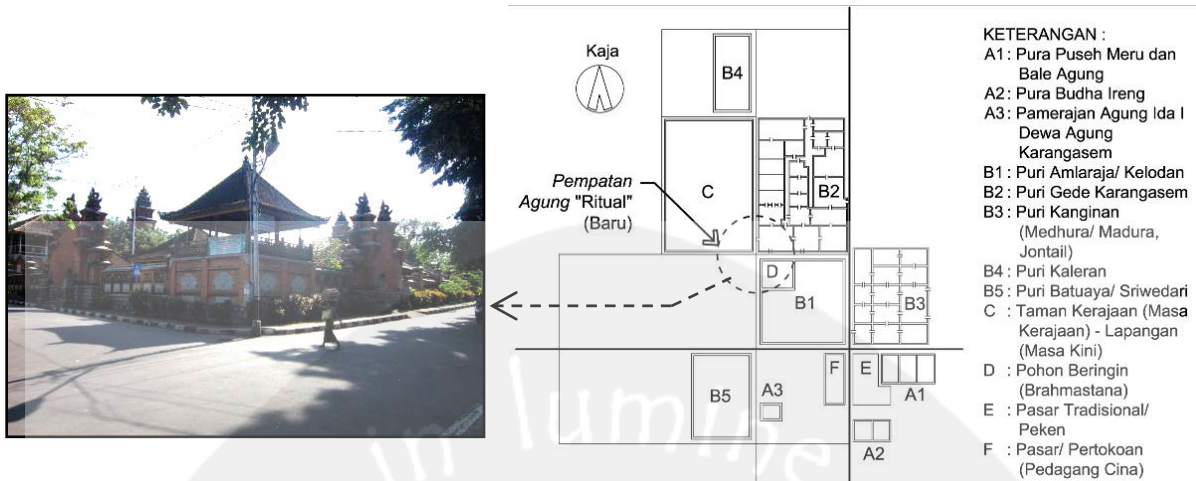 Kaja
Pempatan
Agung "Ritual"
(Baru)
B4
C
B2
D
B1
B3
B5
A3
F
E
A1
A2
KETERANGAN :
A1 : Pura Puseh Meru dan
Bale Agung
A2 : Pura Budha Ireng
A3 : Pamerajan Agung Ida I
Dewa Agung
Karangasem
B1 : Puri Amlaraja/ Kelodan
B2 : Puri Gede Karangasem
B3 : Puri Kanginan
(Medhura/ Madura,
Jontail)
B4 : Puri Kaleran
B5 : Puri Batuaya/ Sriwedari
C : Taman Kerajaan (Masa
Kerajaan) - Lapangan
(Masa Kini)
D : Pohon Beringin
(Brahmastana)
E : Pasar Tradisional/
Peken
F : Pasar/ Pertokoan
(Pedagang Cina)
in lumine